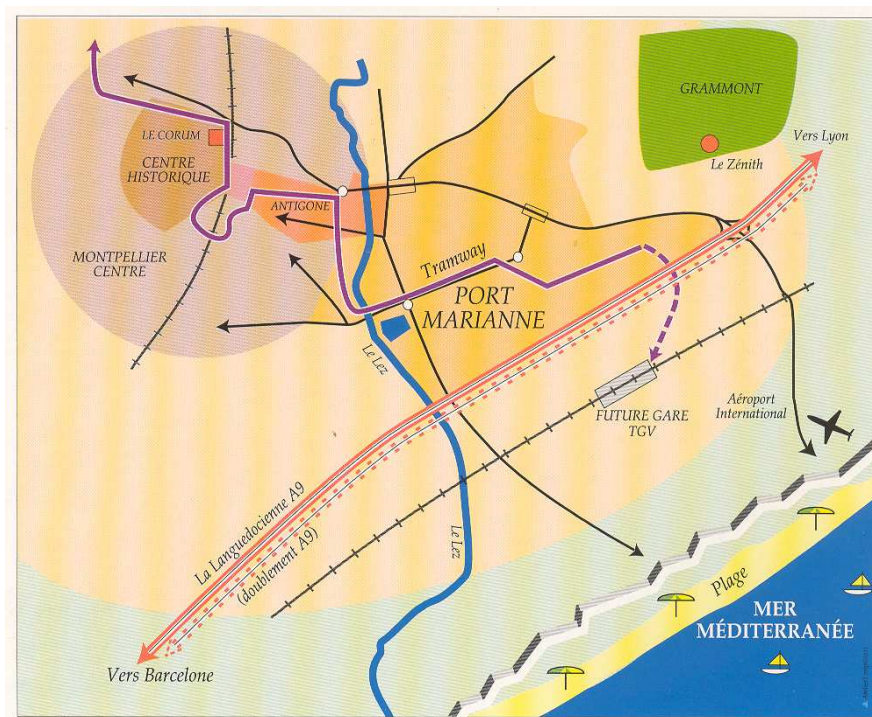 GRAMMONT
Le Zénith
Vers Lyon
LE CORUM
CENTRE
HISTORIQUE
ANTIGONE
MONTPELLIER
CENTRE
Tramway
PORT
MARIANNE
Le Lez
FUTURE GARE
TGV
Aéroport
International
La Languedocienne A9
(doublement A9)
Le Lez
Plage
MER
MÉDITERRANÉE
Vers Barcelone